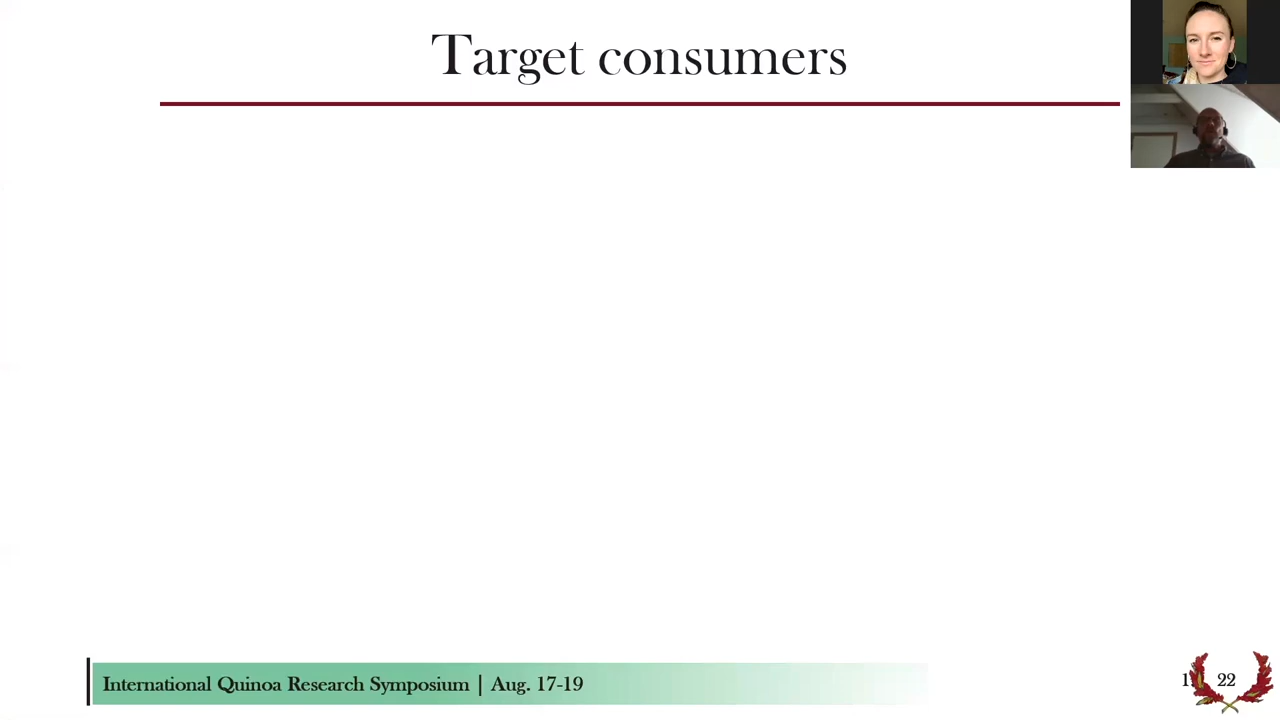 Target consumers
International Quinoa Research Symposium | Aug. 17-19
22